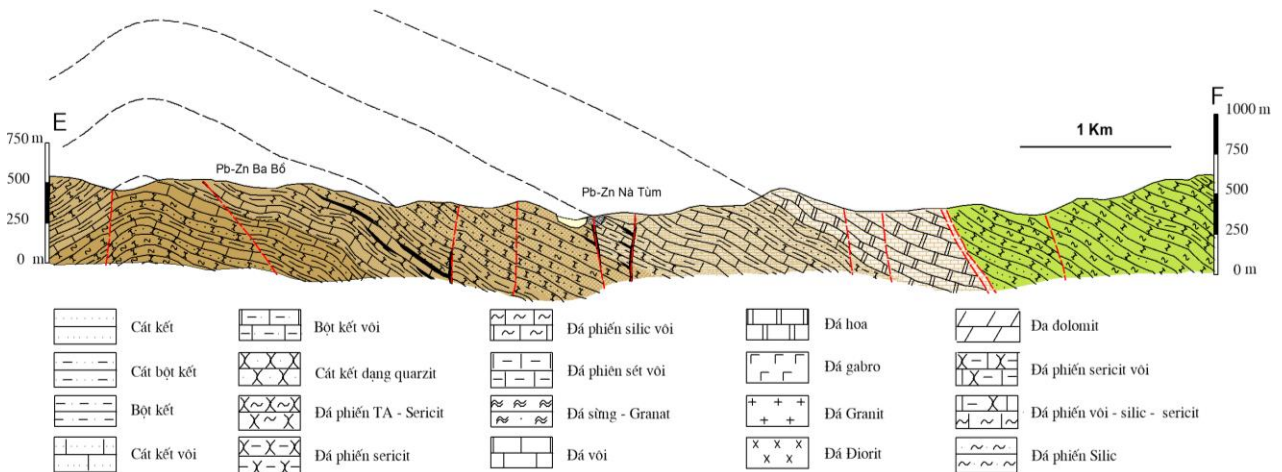 E
F
750 m
500
250
0 m
1000 m
750
500
250
0 m
1 Km
Pb-Zn Ba Bồ
Pb-Zn Nà Tùm
Cát kết
Bột kết vôi
Đá phiến silic vôi
Đá hoa
Đa đolomit
Cát bột kết
Cát kết dạng quarzit
Đá phiên sét vôi
Đá gabro
Đá phiến sericit vôi
Bột kết
Đá phiến TA - Sericit
Đá sừng - Granat
Đá Granit
Đá phiến vôi - silic - sericit
Cát kết vôi
Đá phiến sericit
Đá vôi
Đá Điorit
Đá phiến Silic